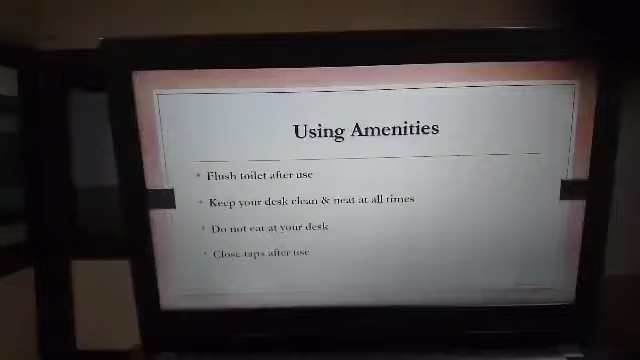 Using Amenities
• Flush toilet after use
• Keep your desk clean & neat at all times
• Do not eat at your desk
• Close taps after use